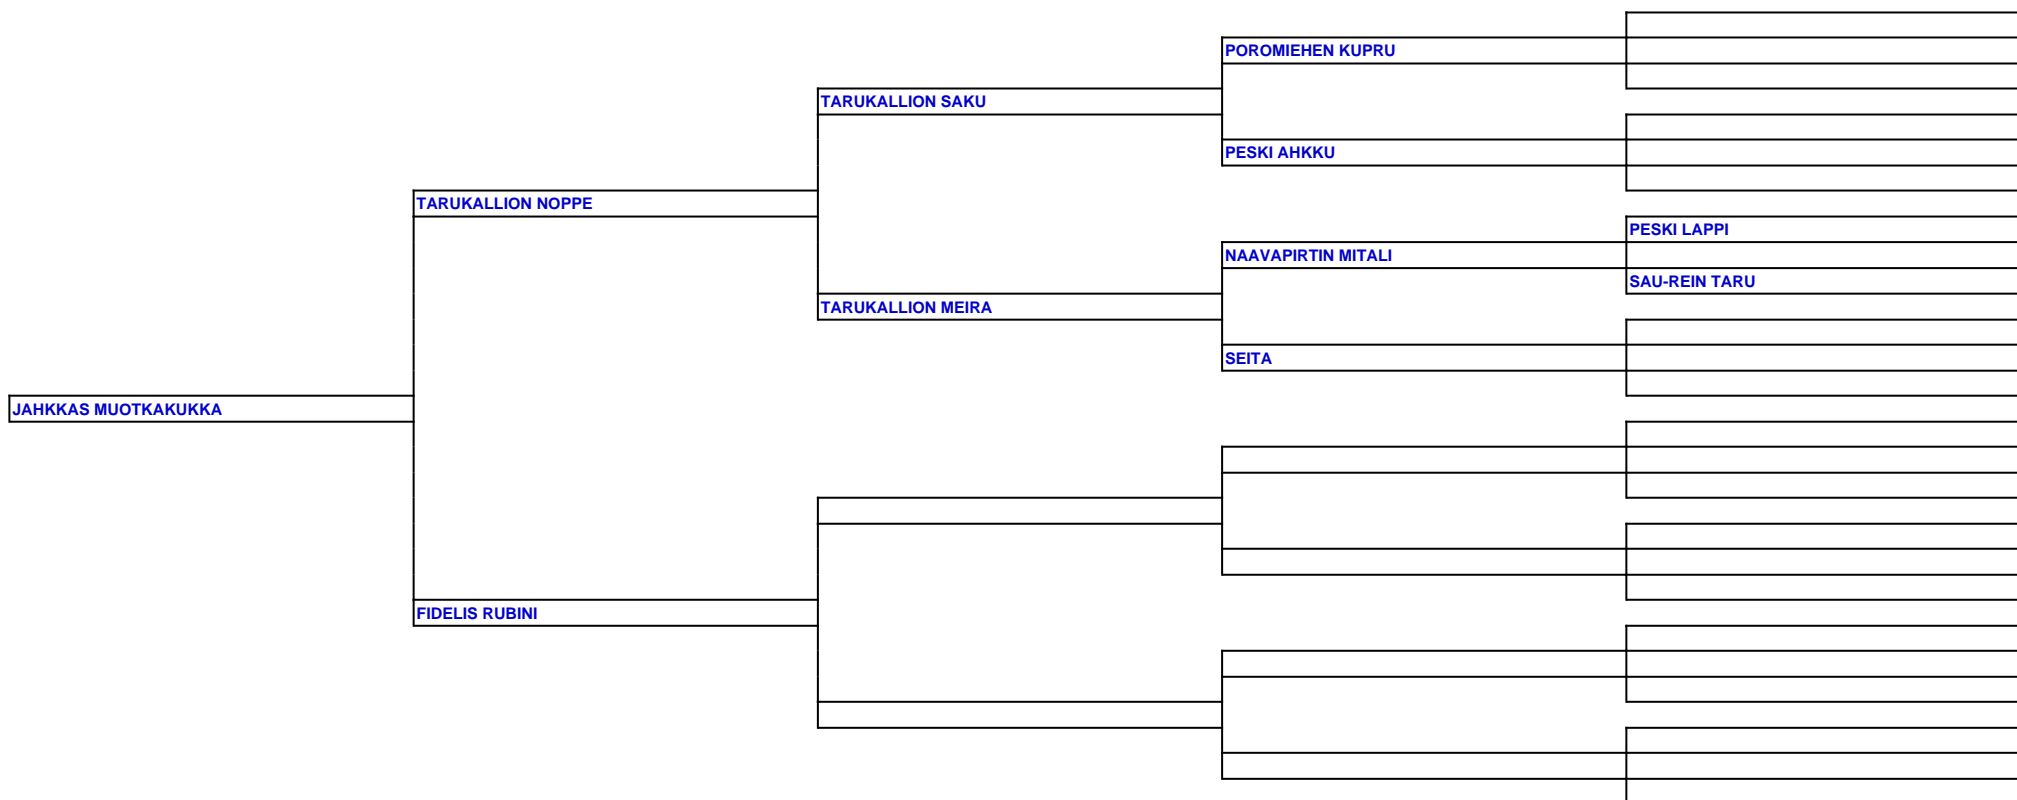 POROMIEHEN KUPRU
TARUKALLION SAKU
PESKI AHKKU
TARUKALLION NOPPE
PESKI LAPPI
NAAVAPIRTIN MITALI
SAU-REIN TARU
TARUKALLION MEIRA
SEITA
JAHKKAS MUOTKAKUKKA
FIDELIS RUBINI